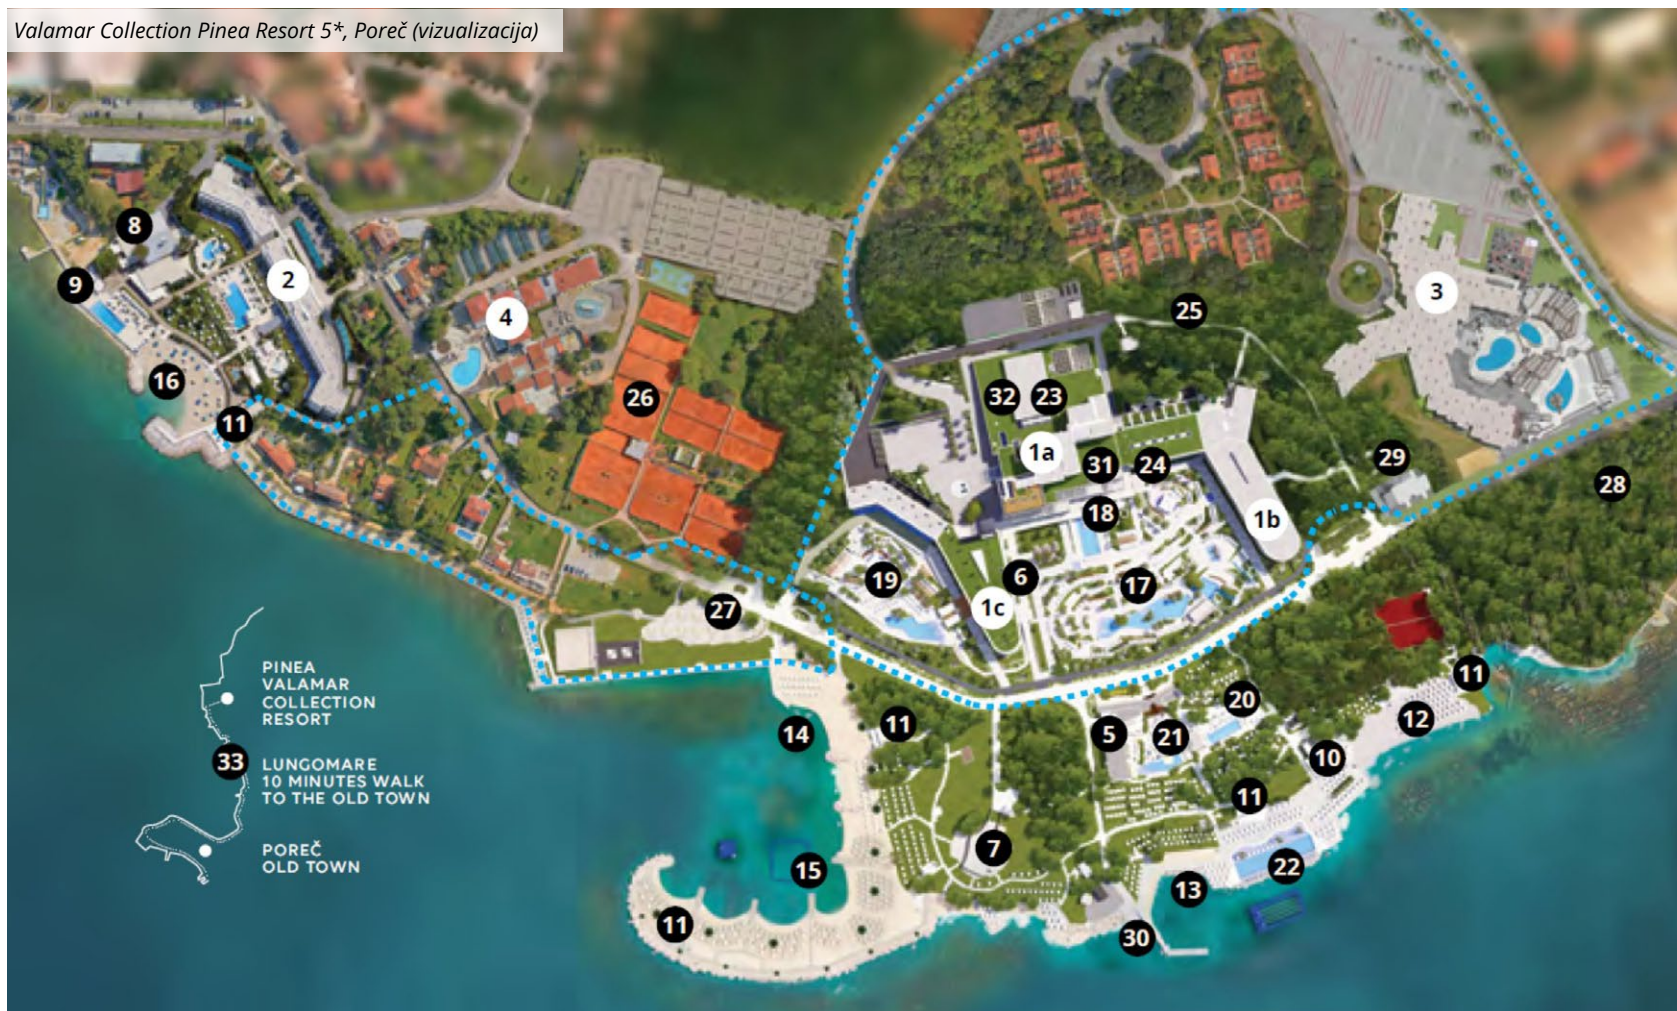 Valamar Collection Pinea Resort 5*, Poreč (vizualizacija)
25
8
2
9
3
4
16
26
32
23
11
1a
31
24
29
28
18
1b
19
6
17
1c
27
PINEA
VALAMAR
COLLECTION
RESORT
33
LUNGOMARE
10 MINUTES WALK
TO THE OLD TOWN
POREČ
OLD TOWN
11
20
12
14
11
5
21
10
11
7
15
22
13
11
30